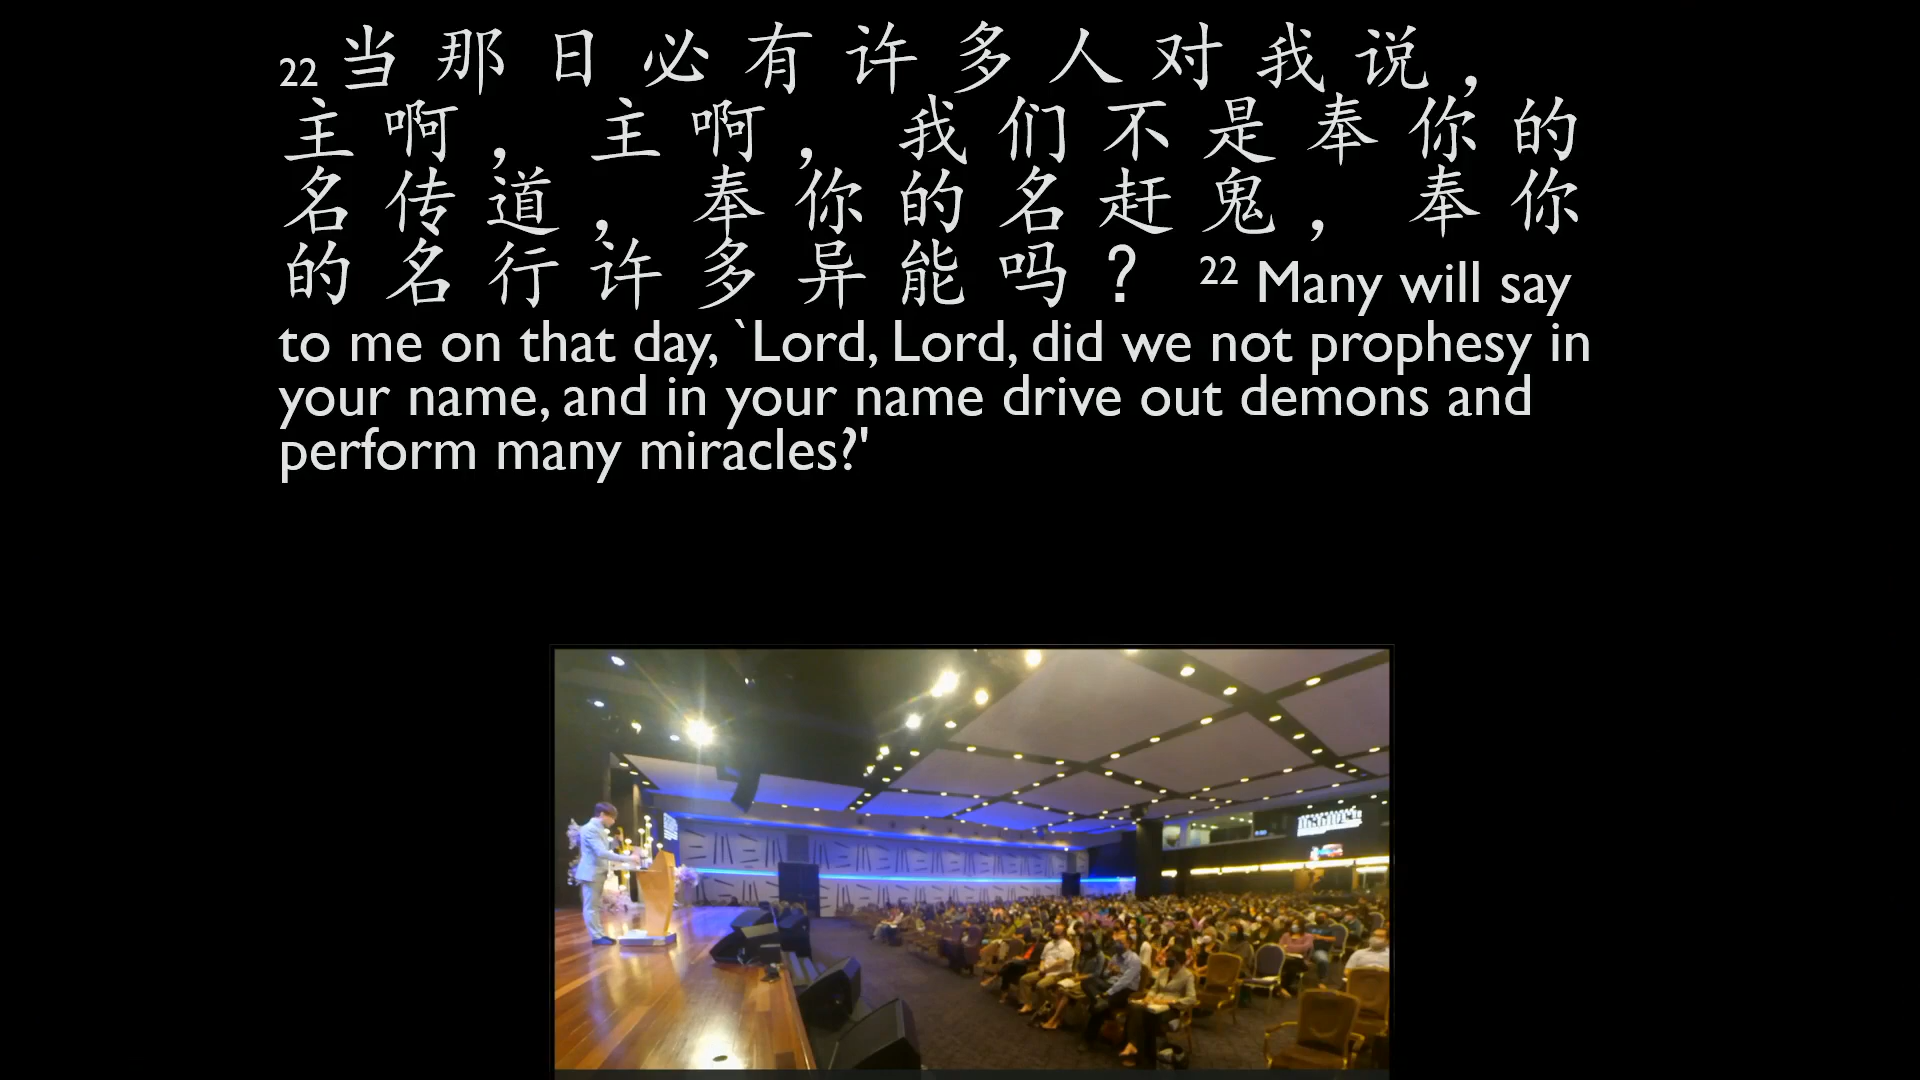 22 当那日必有许多人对我说，
主啊， 主啊， 我们不是奉你的
名传道， 奉你的名赶鬼， 奉你
的名行许多异能吗？ 22 Many will say
to me on that day, `Lord, Lord, did we not prophesy in
your name, and in your name drive out demons and
perform many miracles?'